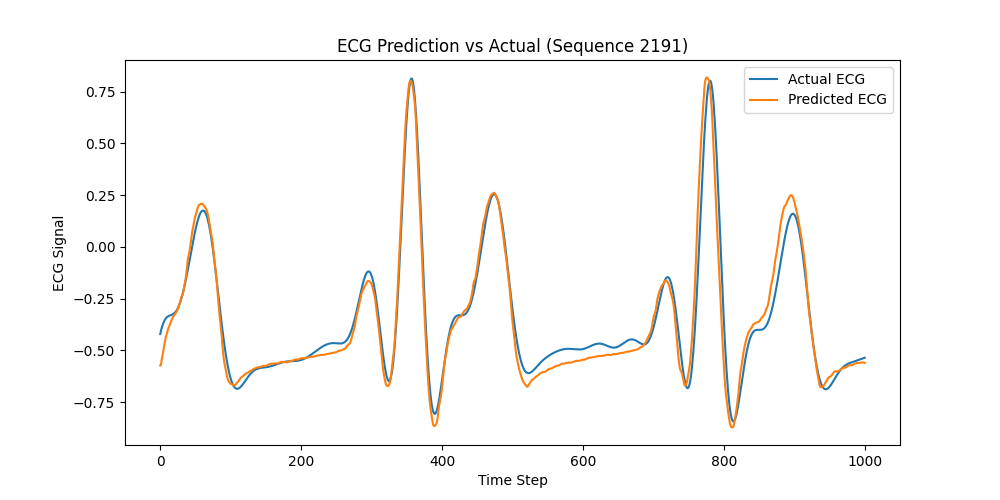 ECG Prediction vs Actual (Sequence 2191)
Actual ECG
Predicted ECG
ECG Signal
0.75
0.50
0.25
0.00
−0.25
−0.50
−0.75
0 200 400 600 800 1000
Time Step